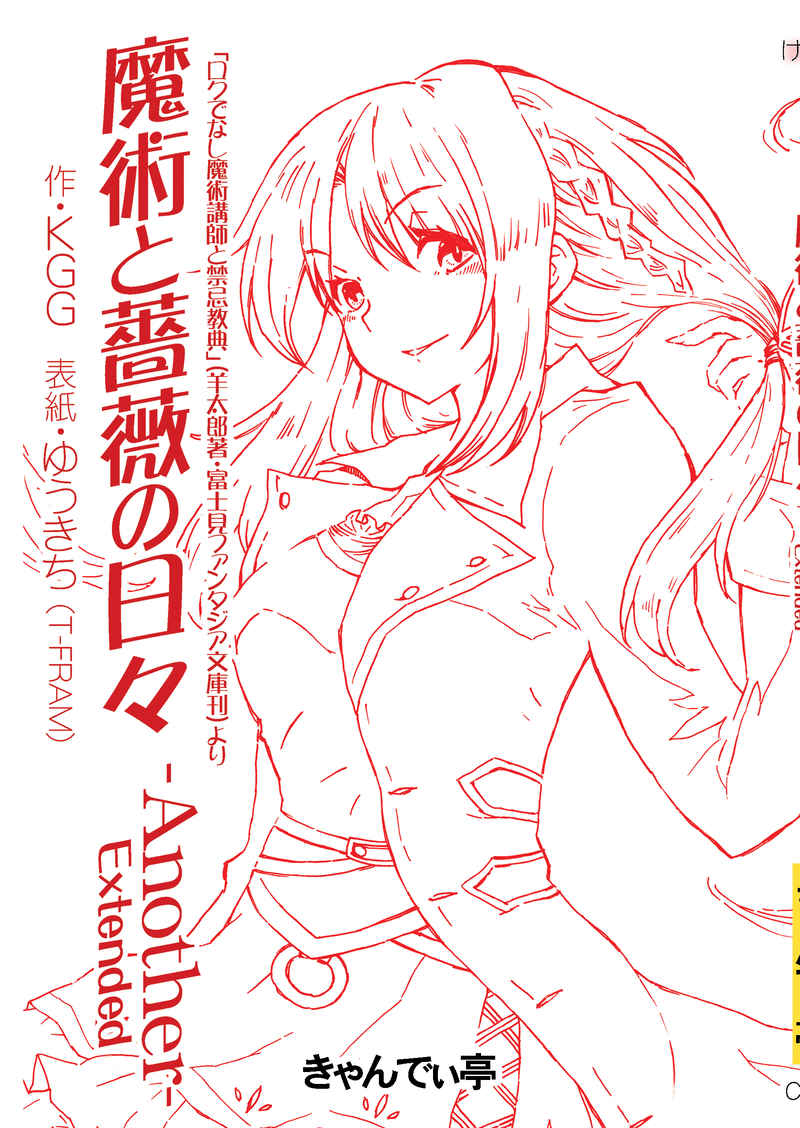 「ロクでなし魔術講師と禁忌教典」(羊太郎著・富士見ファンタジア文庫刊)より
魔術と薔薇の日々
-Another-
Extended
作・KGG 表紙・ゆうきち(T-FRAM)
きゃんでぃ亭
け
Extended
C